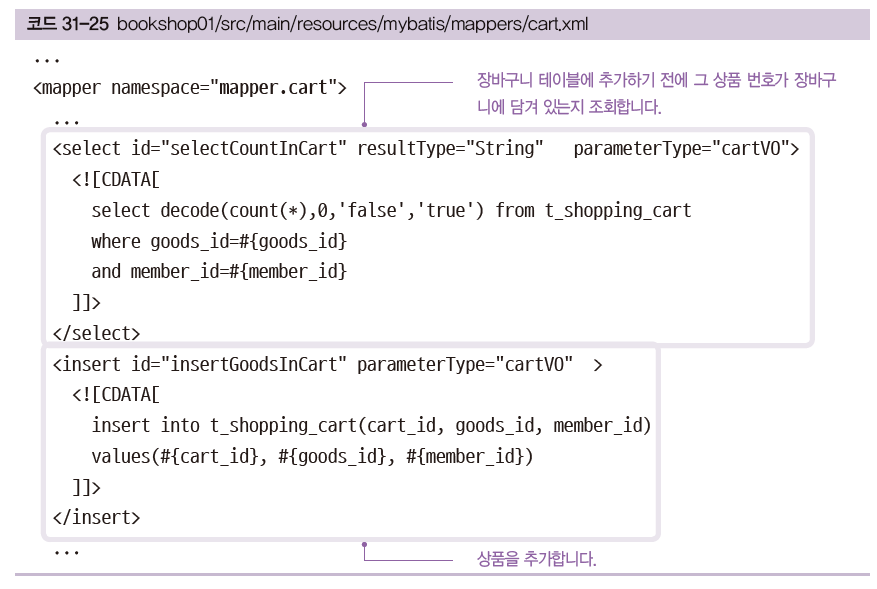 코드 31-25 bookshop01/src/main/resources/mybatis/mappers/cart.xml
...
<mapper namespace="mapper.cart">
장바구니 테이블에 추가하기 전에 그 상품 번호가 장바구
니에 담겨 있는지 조회합니다.
...
<select id="selectCountInCart" resultType="String"   parameterType="cartVO">
<![CDATA[
select decode(count(*),0,'false','true') from t_shopping_cart
where goods_id=#{goods_id}
and member_id=#{member_id}
]]>
</select>
<insert id="insertGoodsInCart" parameterType="cartVO"  >
<![CDATA[
insert into t_shopping_cart(cart_id, goods_id, member_id)
values(#{cart_id}, #{goods_id}, #{member_id})
]]>
</insert>
...
상품을 추가합니다.